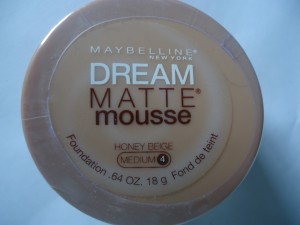 MAYBELLINE®
NEW YORK
DREAM
MATTE®
mousse
HONEY BEIGE
MEDIUM 4
Foundation .64 OZ, 18 g Fond de teint